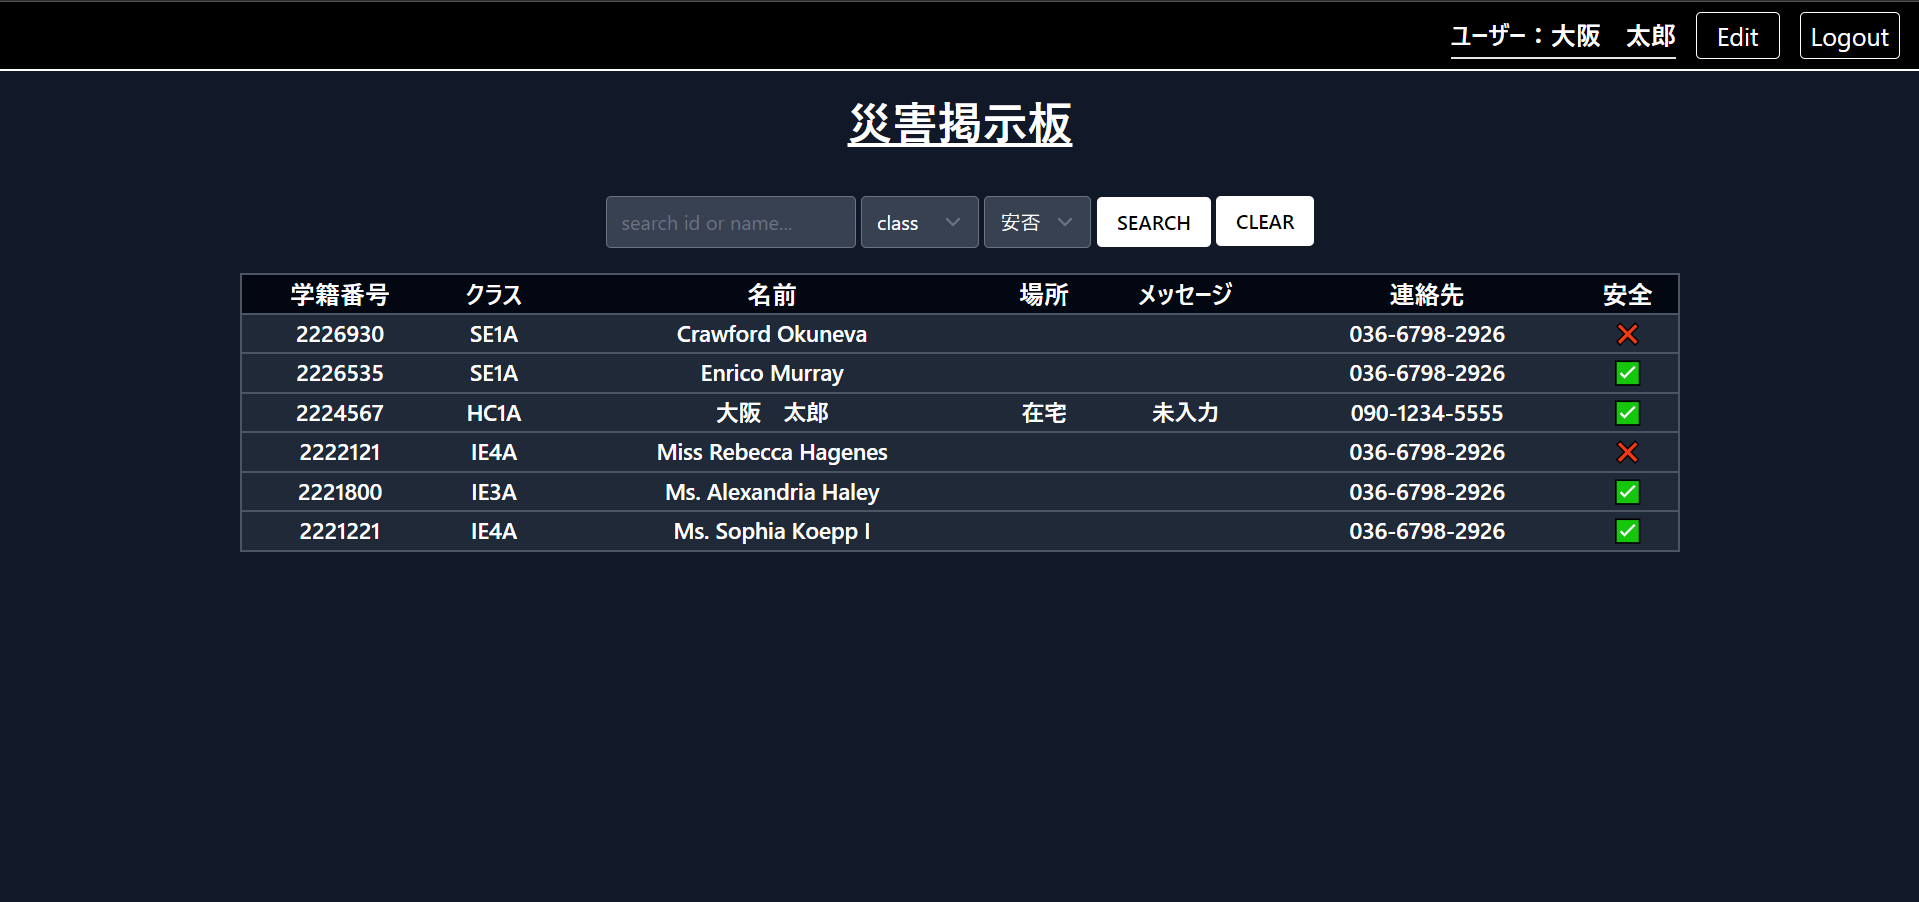 ユーザー：大阪　太郎 Edit Logout
災害掲示板
search id or name... class 安否 SEARCH CLEAR
学籍番号 クラス 名前 場所 メッセージ 連絡先 安全
2226930 SE1A Crawford Okuneva 036-6798-2926 ❌
2226535 SE1A Enrico Murray 036-6798-2926 ✅
2224567 HC1A 大阪　太郎 在宅 未入力 090-1234-5555 ✅
2222121 IE4A Miss Rebecca Hagenes 036-6798-2926 ❌
2221800 IE3A Ms. Alexandria Haley 036-6798-2926 ✅
2221221 IE4A Ms. Sophia Koepp I 036-6798-2926 ✅